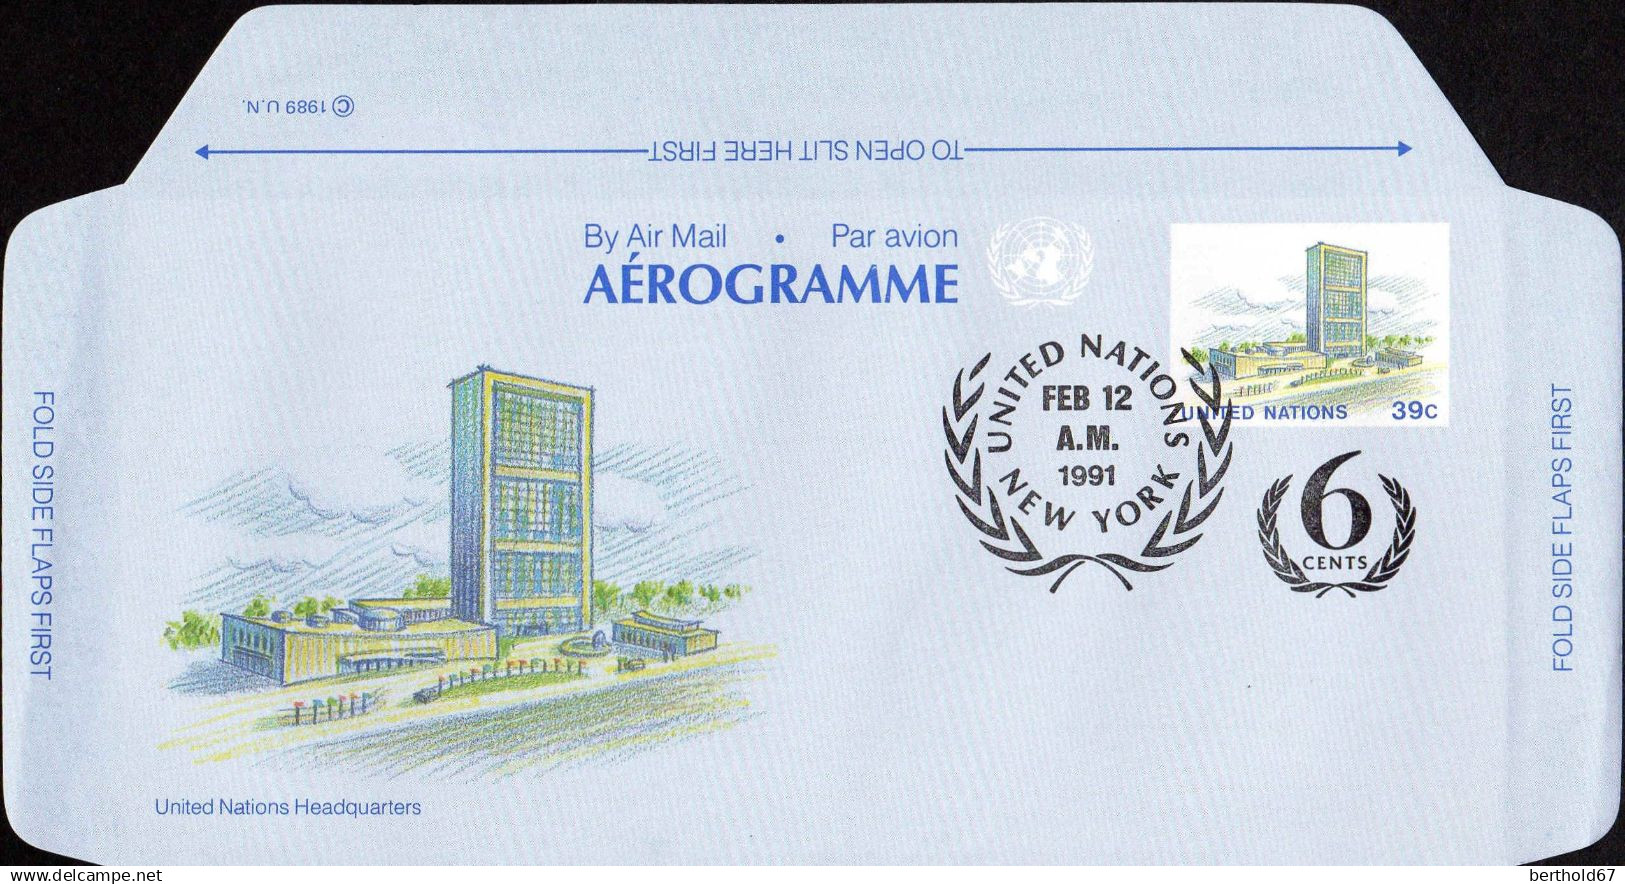 © 1989 U.N.
TO OPEN SLIT HERE FIRST
By Air Mail • Par avion
AÉROGRAMME
UNITED NATIONS
FEB 12
A.M.
1991
NEW YORK
UNITED NATIONS 39c
6
CENTS
FOLD SIDE FLAPS FIRST
FOLD SIDE FLAPS FIRST
United Nations Headquarters
delcampe.net
berthold67